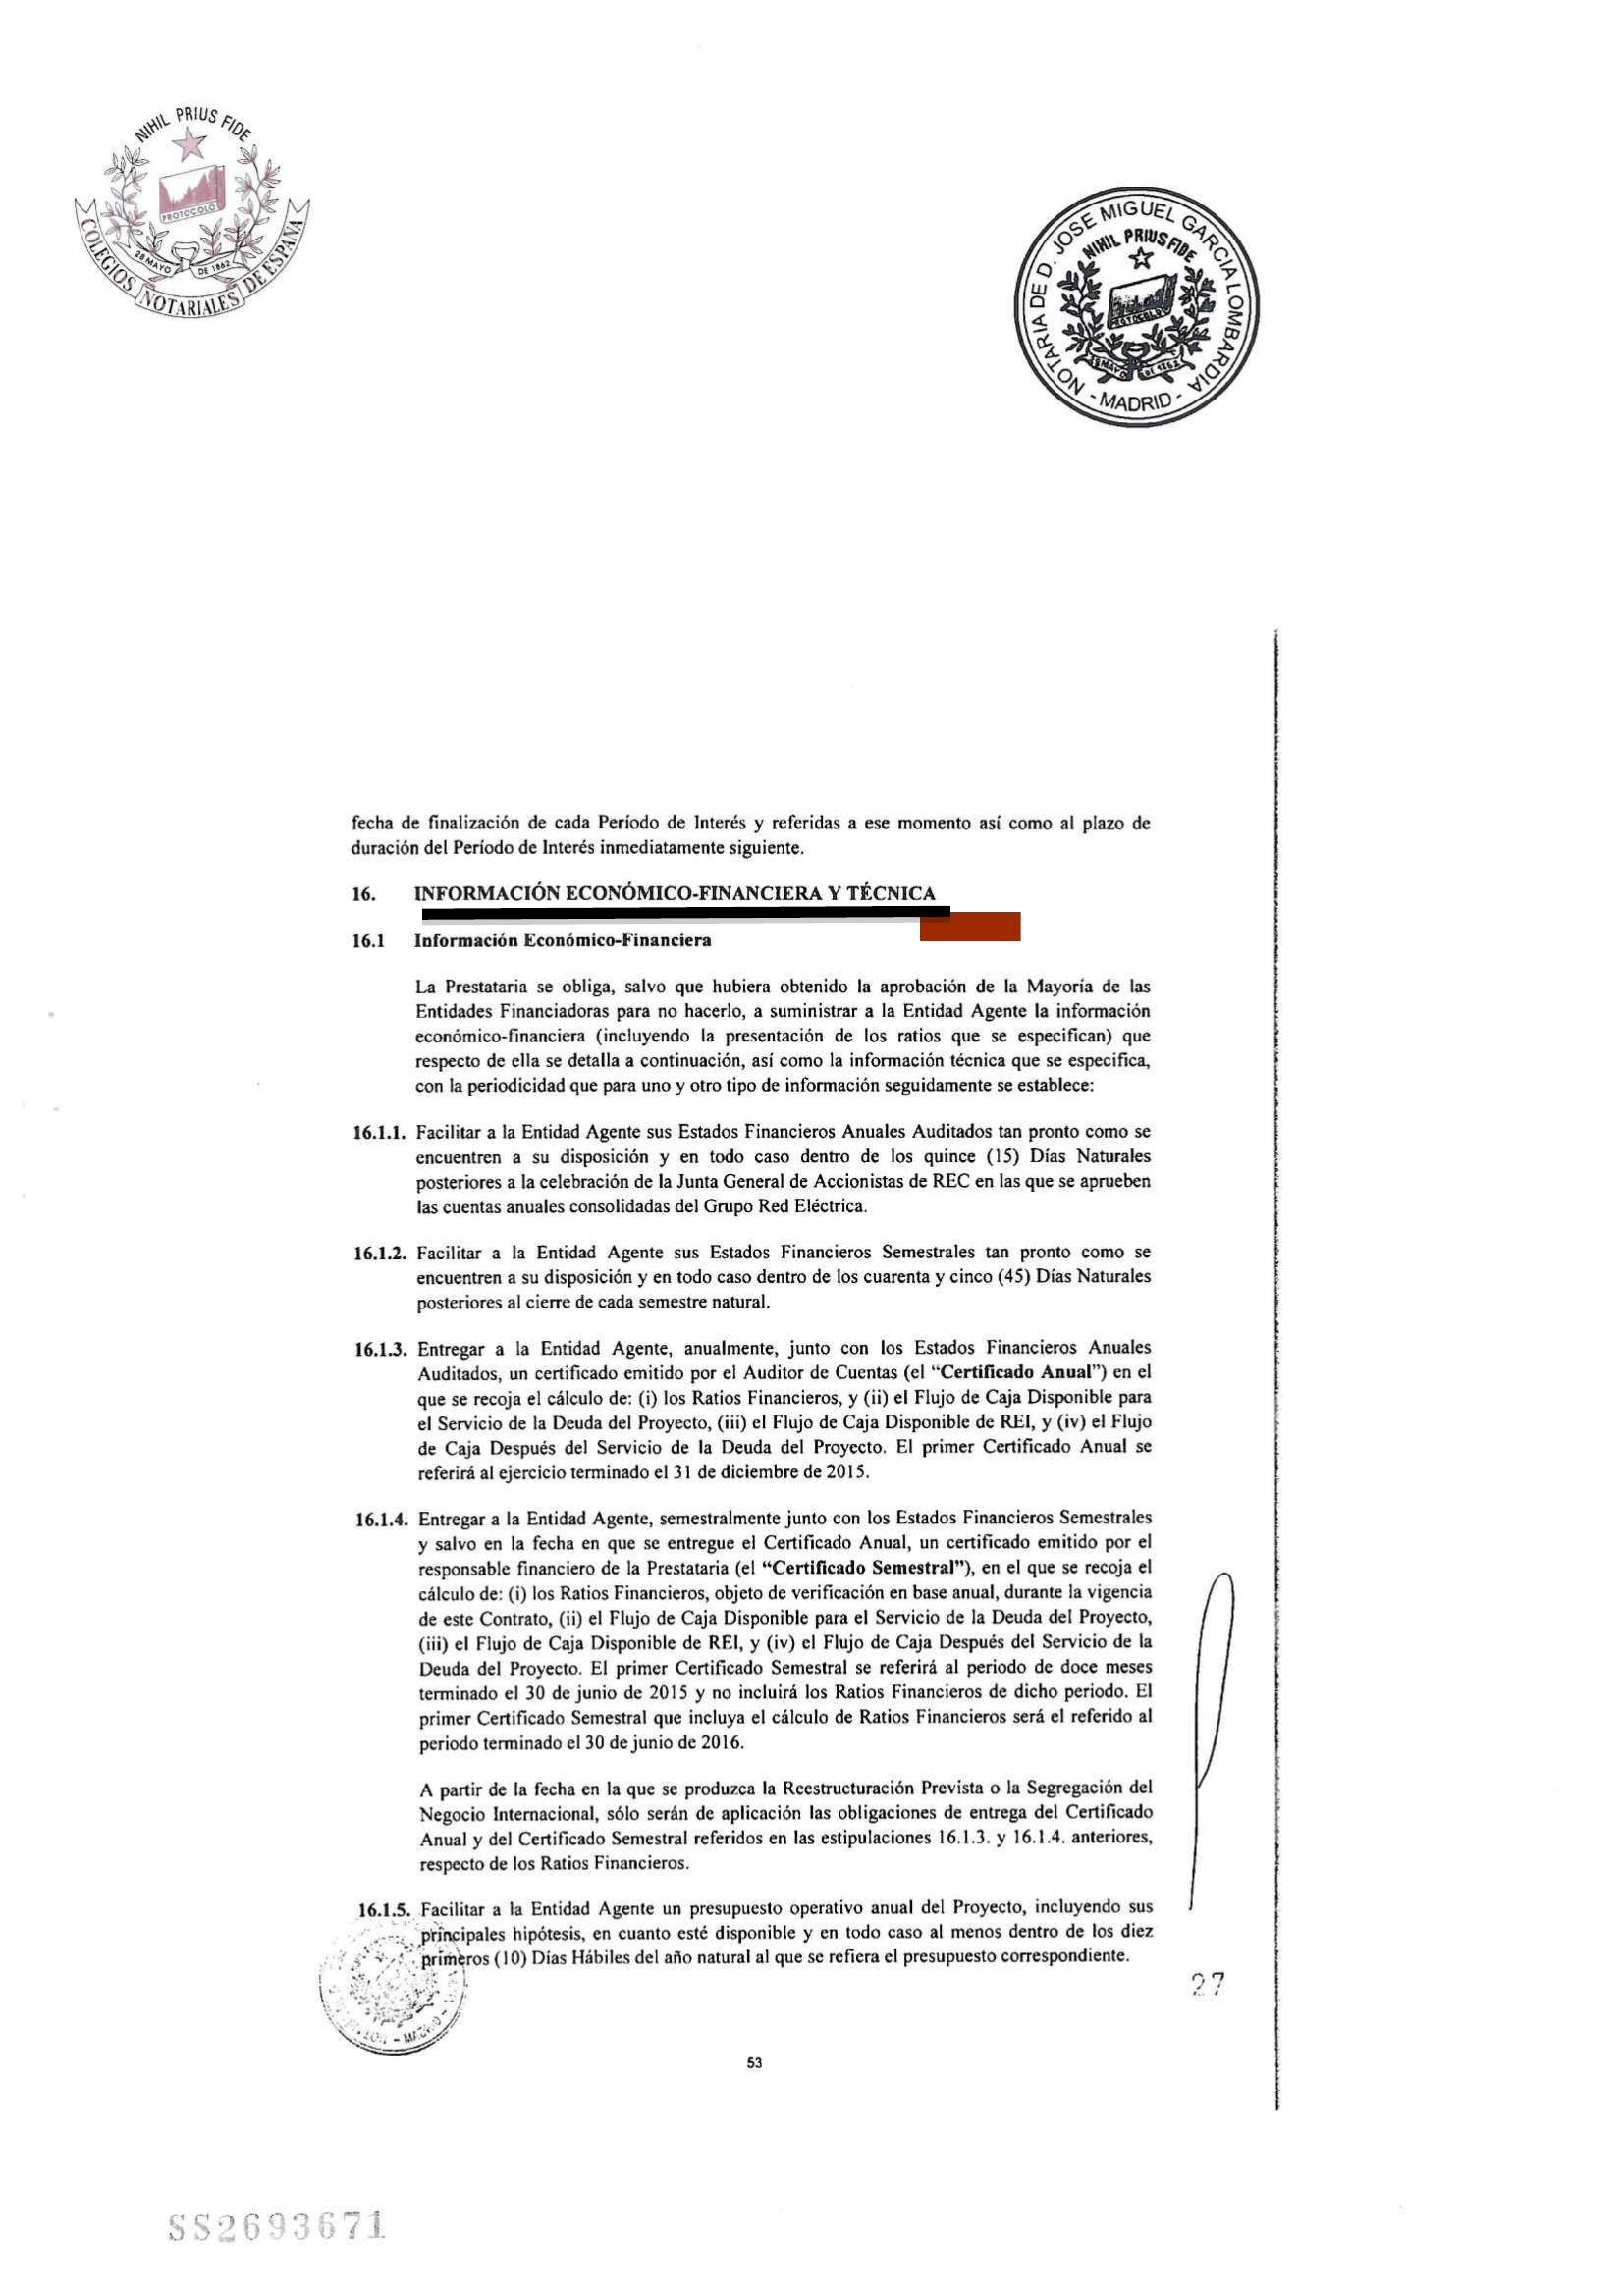 NIHIL PRIUS FIDE
PROTOCOLO
28 MAYO DE 1862
COLEGIOS NOTARIALES DE ESPAÑA
NOTARIA DE D. JOSE MIGUEL GARCIA LOMBARDIA
NIHIL PRIUS FIDE
PROTOCOLO
28 MAYO DE 1862
- MADRID -
fecha de finalización de cada Período de Interés y referidas a ese momento así como al plazo de
duración del Período de Interés inmediatamente siguiente.
16. INFORMACIÓN ECONÓMICO-FINANCIERA Y TÉCNICA
16.1 Información Económico-Financiera
La Prestataria se obliga, salvo que hubiera obtenido la aprobación de la Mayoría de las
Entidades Financiadoras para no hacerlo, a suministrar a la Entidad Agente la información
económico-financiera (incluyendo la presentación de los ratios que se especifican) que
respecto de ella se detalla a continuación, así como la información técnica que se especifica,
con la periodicidad que para uno y otro tipo de información seguidamente se establece:
16.1.1. Facilitar a la Entidad Agente sus Estados Financieros Anuales Auditados tan pronto como se
encuentren a su disposición y en todo caso dentro de los quince (15) Días Naturales
posteriores a la celebración de la Junta General de Accionistas de REC en las que se aprueben
las cuentas anuales consolidadas del Grupo Red Eléctrica.
16.1.2. Facilitar a la Entidad Agente sus Estados Financieros Semestrales tan pronto como se
encuentren a su disposición y en todo caso dentro de los cuarenta y cinco (45) Días Naturales
posteriores al cierre de cada semestre natural.
16.1.3. Entregar a la Entidad Agente, anualmente, junto con los Estados Financieros Anuales
Auditados, un certificado emitido por el Auditor de Cuentas (el “Certificado Anual”) en el
que se recoja el cálculo de: (i) los Ratios Financieros, y (ii) el Flujo de Caja Disponible para
el Servicio de la Deuda del Proyecto, (iii) el Flujo de Caja Disponible de REI, y (iv) el Flujo
de Caja Después del Servicio de la Deuda del Proyecto. El primer Certificado Anual se
referirá al ejercicio terminado el 31 de diciembre de 2015.
16.1.4. Entregar a la Entidad Agente, semestralmente junto con los Estados Financieros Semestrales
y salvo en la fecha en que se entregue el Certificado Anual, un certificado emitido por el
responsable financiero de la Prestataria (el “Certificado Semestral”), en el que se recoja el
cálculo de: (i) los Ratios Financieros, objeto de verificación en base anual, durante la vigencia
de este Contrato, (ii) el Flujo de Caja Disponible para el Servicio de la Deuda del Proyecto,
(iii) el Flujo de Caja Disponible de REI, y (iv) el Flujo de Caja Después del Servicio de la
Deuda del Proyecto. El primer Certificado Semestral se referirá al periodo de doce meses
terminado el 30 de junio de 2015 y no incluirá los Ratios Financieros de dicho periodo. El
primer Certificado Semestral que incluya el cálculo de Ratios Financieros será el referido al
periodo terminado el 30 de junio de 2016.
A partir de la fecha en la que se produzca la Reestructuración Prevista o la Segregación del
Negocio Internacional, sólo serán de aplicación las obligaciones de entrega del Certificado
Anual y del Certificado Semestral referidos en las estipulaciones 16.1.3. y 16.1.4. anteriores,
respecto de los Ratios Financieros.
16.1.5. Facilitar a la Entidad Agente un presupuesto operativo anual del Proyecto, incluyendo sus
principales hipótesis, en cuanto esté disponible y en todo caso al menos dentro de los diez
primeros (10) Días Hábiles del año natural al que se refiera el presupuesto correspondiente.
27
53
SS2693671